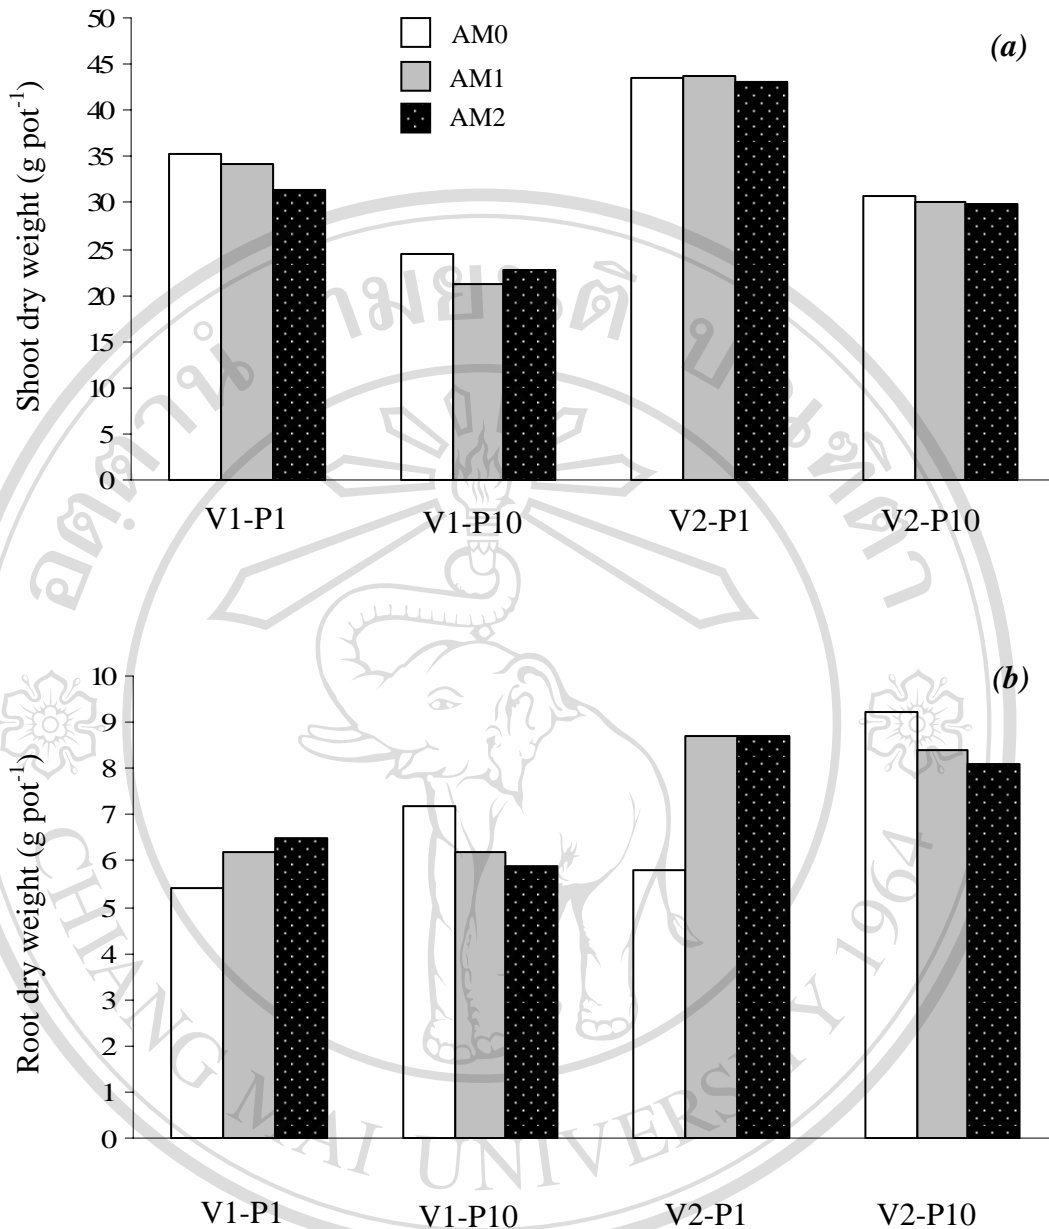 50
45
40
35
30
25
20
15
10
5
0
Shoot dry weight (g pot⁻¹)
AM0
AM1
AM2
(a)
V1-P1
V1-P10
V2-P1
V2-P10
10
9
8
7
6
5
4
3
2
1
0
Root dry weight (g pot⁻¹)
(b)
V1-P1
V1-P10
V2-P1
V2-P10
CHIANG MAI UNIVERSITY 1964